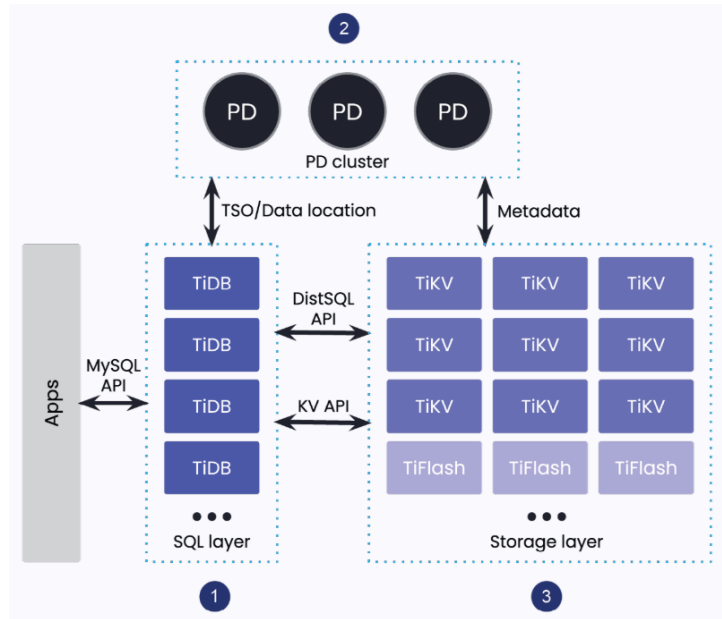 2
PD PD PD
PD cluster
TSO/Data location
Metadata
Apps
MySQL
API
TiDB
TiDB
TiDB
TiDB
•••
SQL layer
DistSQL
API
KV API
TiKV TiKV TiKV
TiKV TiKV TiKV
TiKV TiKV TiKV
TiFlash TiFlash TiFlash
•••
Storage layer
1
3